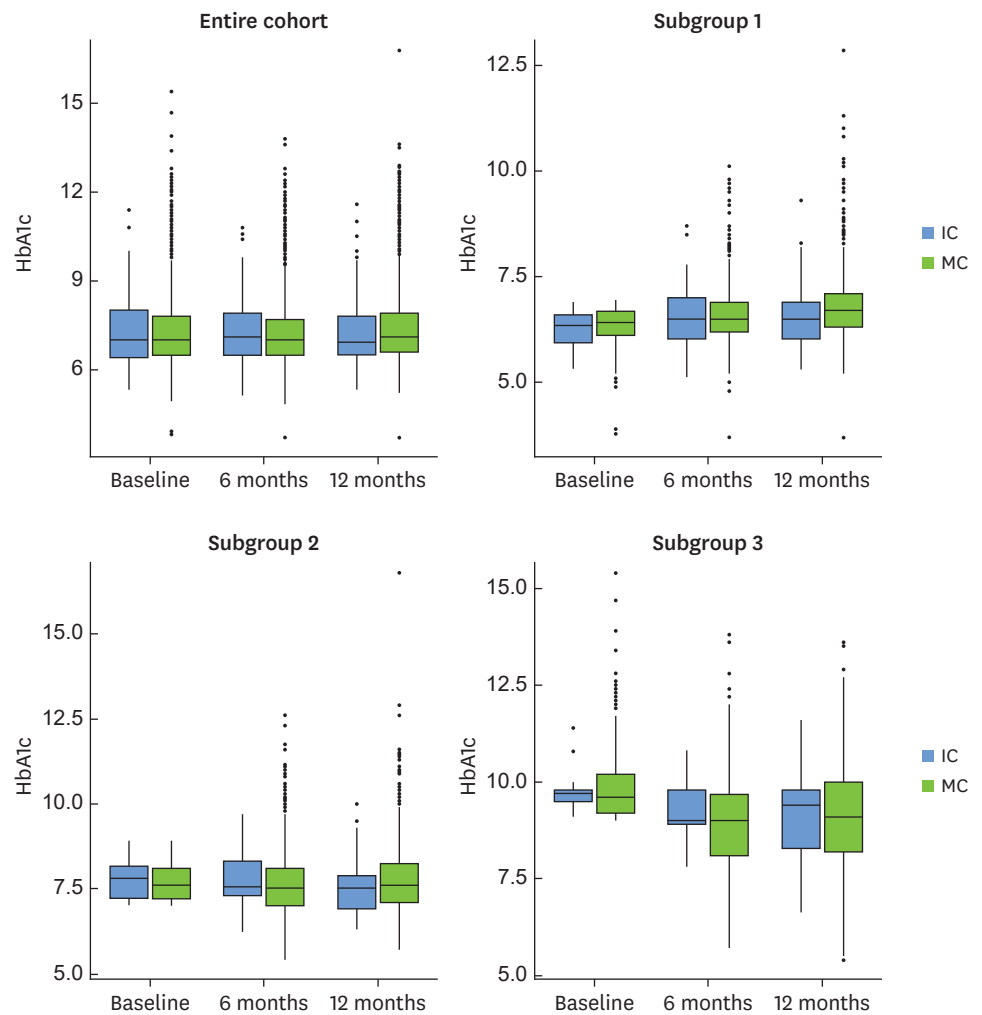 Entire cohort
HbA1c
15
12
9
6
Baseline 6 months 12 months
Subgroup 1
HbA1c
12.5
10.0
7.5
5.0
Baseline 6 months 12 months
IC
MC
Subgroup 2
HbA1c
15.0
12.5
10.0
7.5
5.0
Baseline 6 months 12 months
Subgroup 3
HbA1c
15.0
12.5
10.0
7.5
5.0
Baseline 6 months 12 months
IC
MC